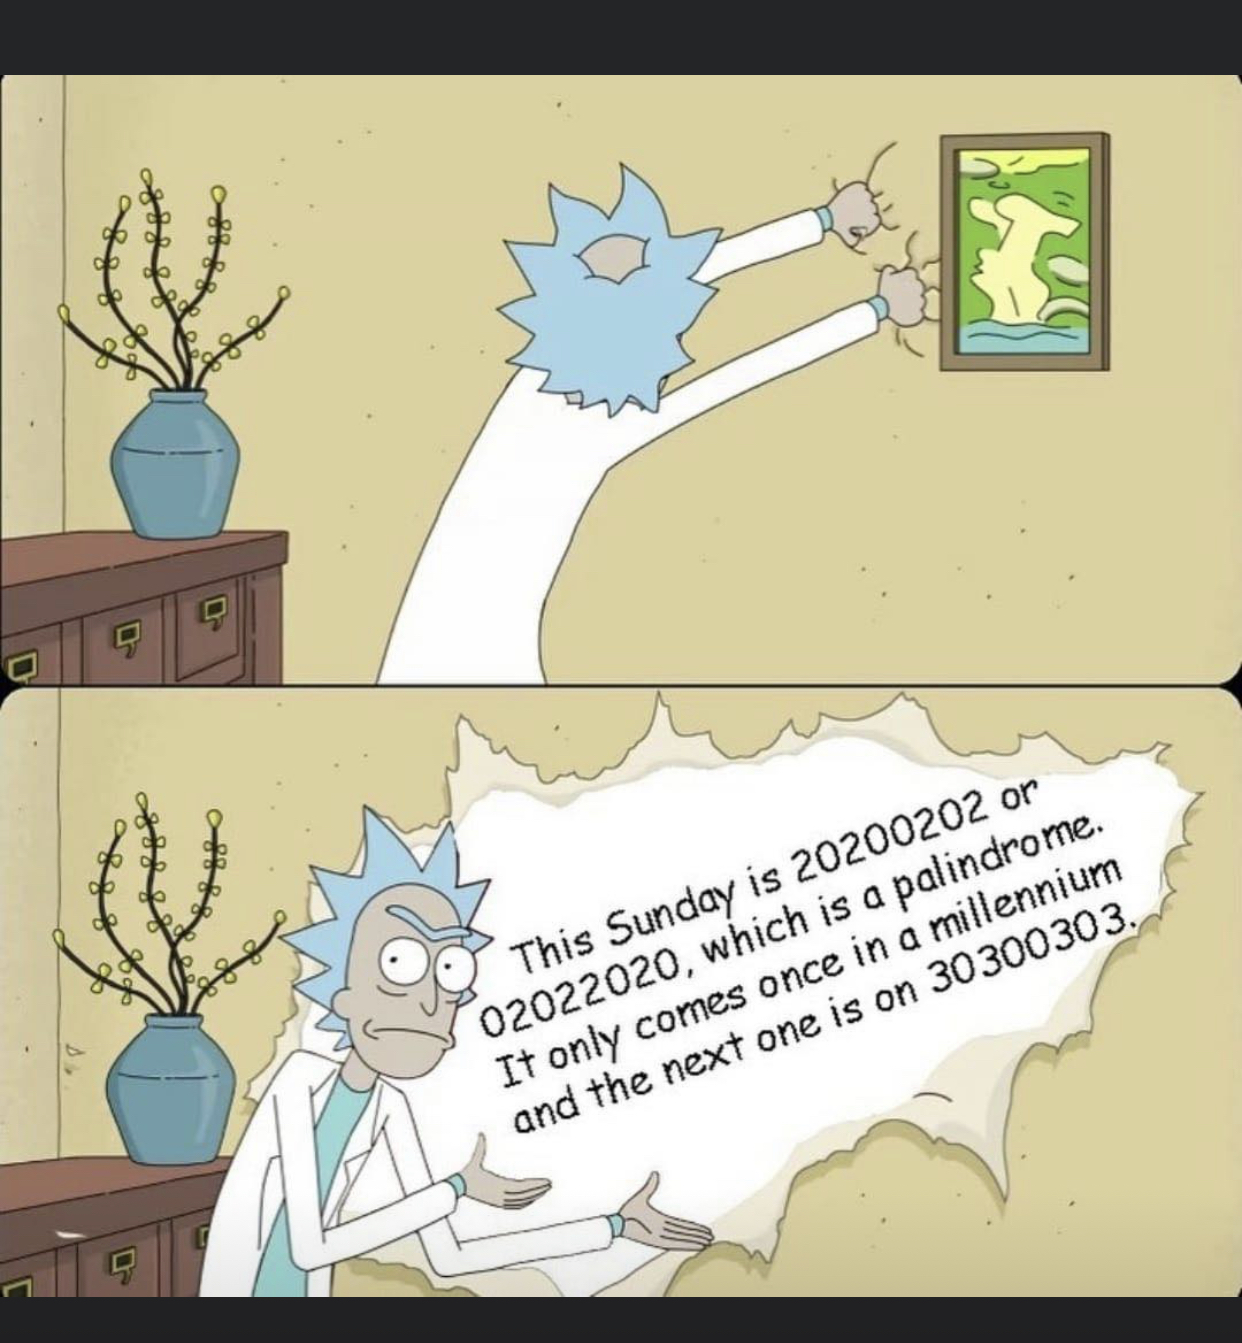 This Sunday is 20200202 or
02022020, which is a palindrome.
It only comes once in a millennium
and the next one is on 30300303.